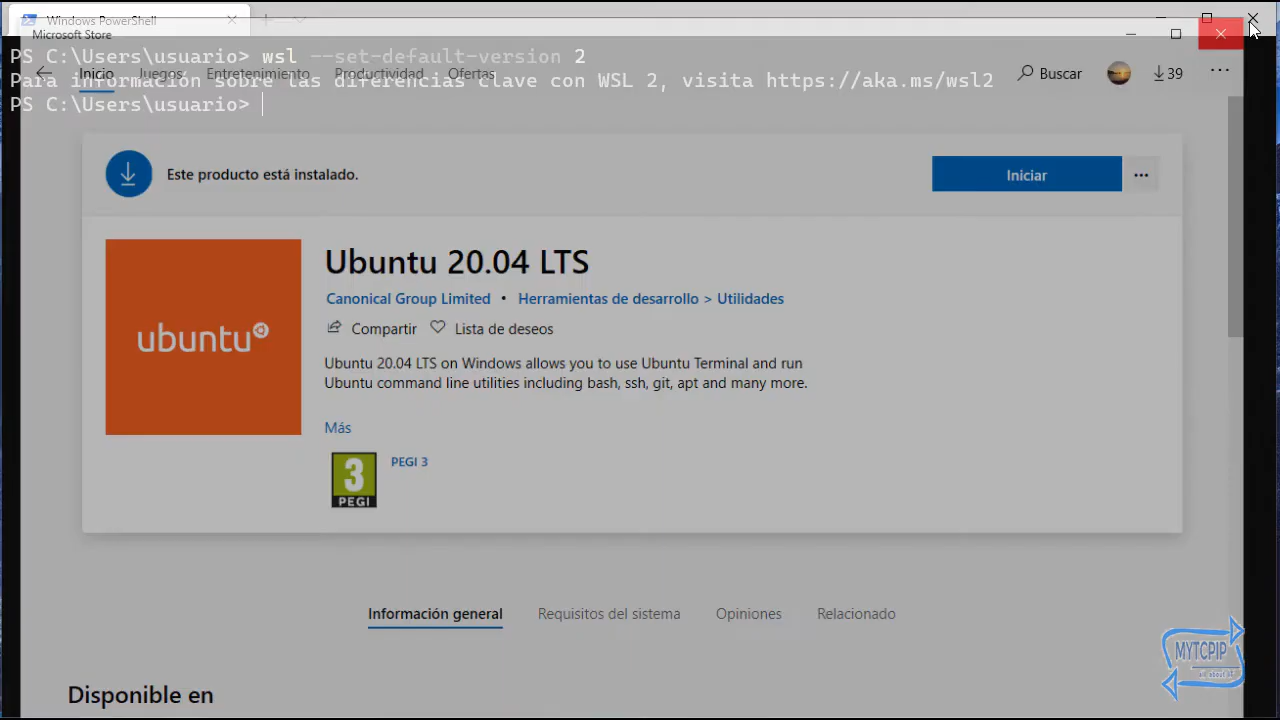 Windows PowerShell
Microsoft Store
PS C:\Users\usuario> wsl --set-default-version 2
Inicio Juegos Entretenimiento Productividad Ofertas
Buscar
39
Para información sobre las diferencias clave con WSL 2, visita https://aka.ms/wsl2
PS C:\Users\usuario>
Este producto está instalado.
Iniciar
ubuntu
Ubuntu 20.04 LTS
Canonical Group Limited • Herramientas de desarrollo > Utilidades
Compartir Lista de deseos
Ubuntu 20.04 LTS on Windows allows you to use Ubuntu Terminal and run
Ubuntu command line utilities including bash, ssh, git, apt and many more.
Más
3
PEGI
PEGI 3
Información general Requisitos del sistema Opiniones Relacionado
MYTCPIP
all about IT
Disponible en